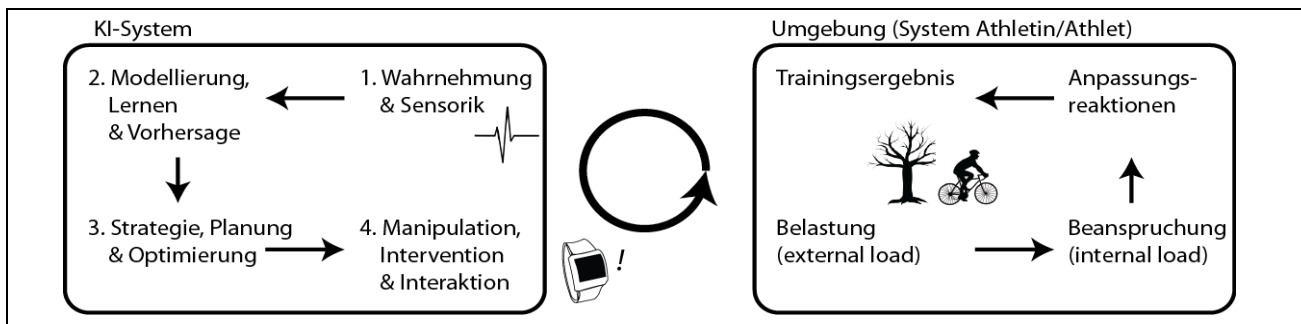 KI-System
2. Modellierung,
Lernen
& Vorhersage
1. Wahrnehmung
& Sensorik
3. Strategie, Planung
& Optimierung
4. Manipulation,
Intervention
& Interaktion
!
Umgebung (System Athletin/Athlet)
Trainingsergebnis
Anpassungs-
reaktionen
Belastung
(external load)
Beanspruchung
(internal load)